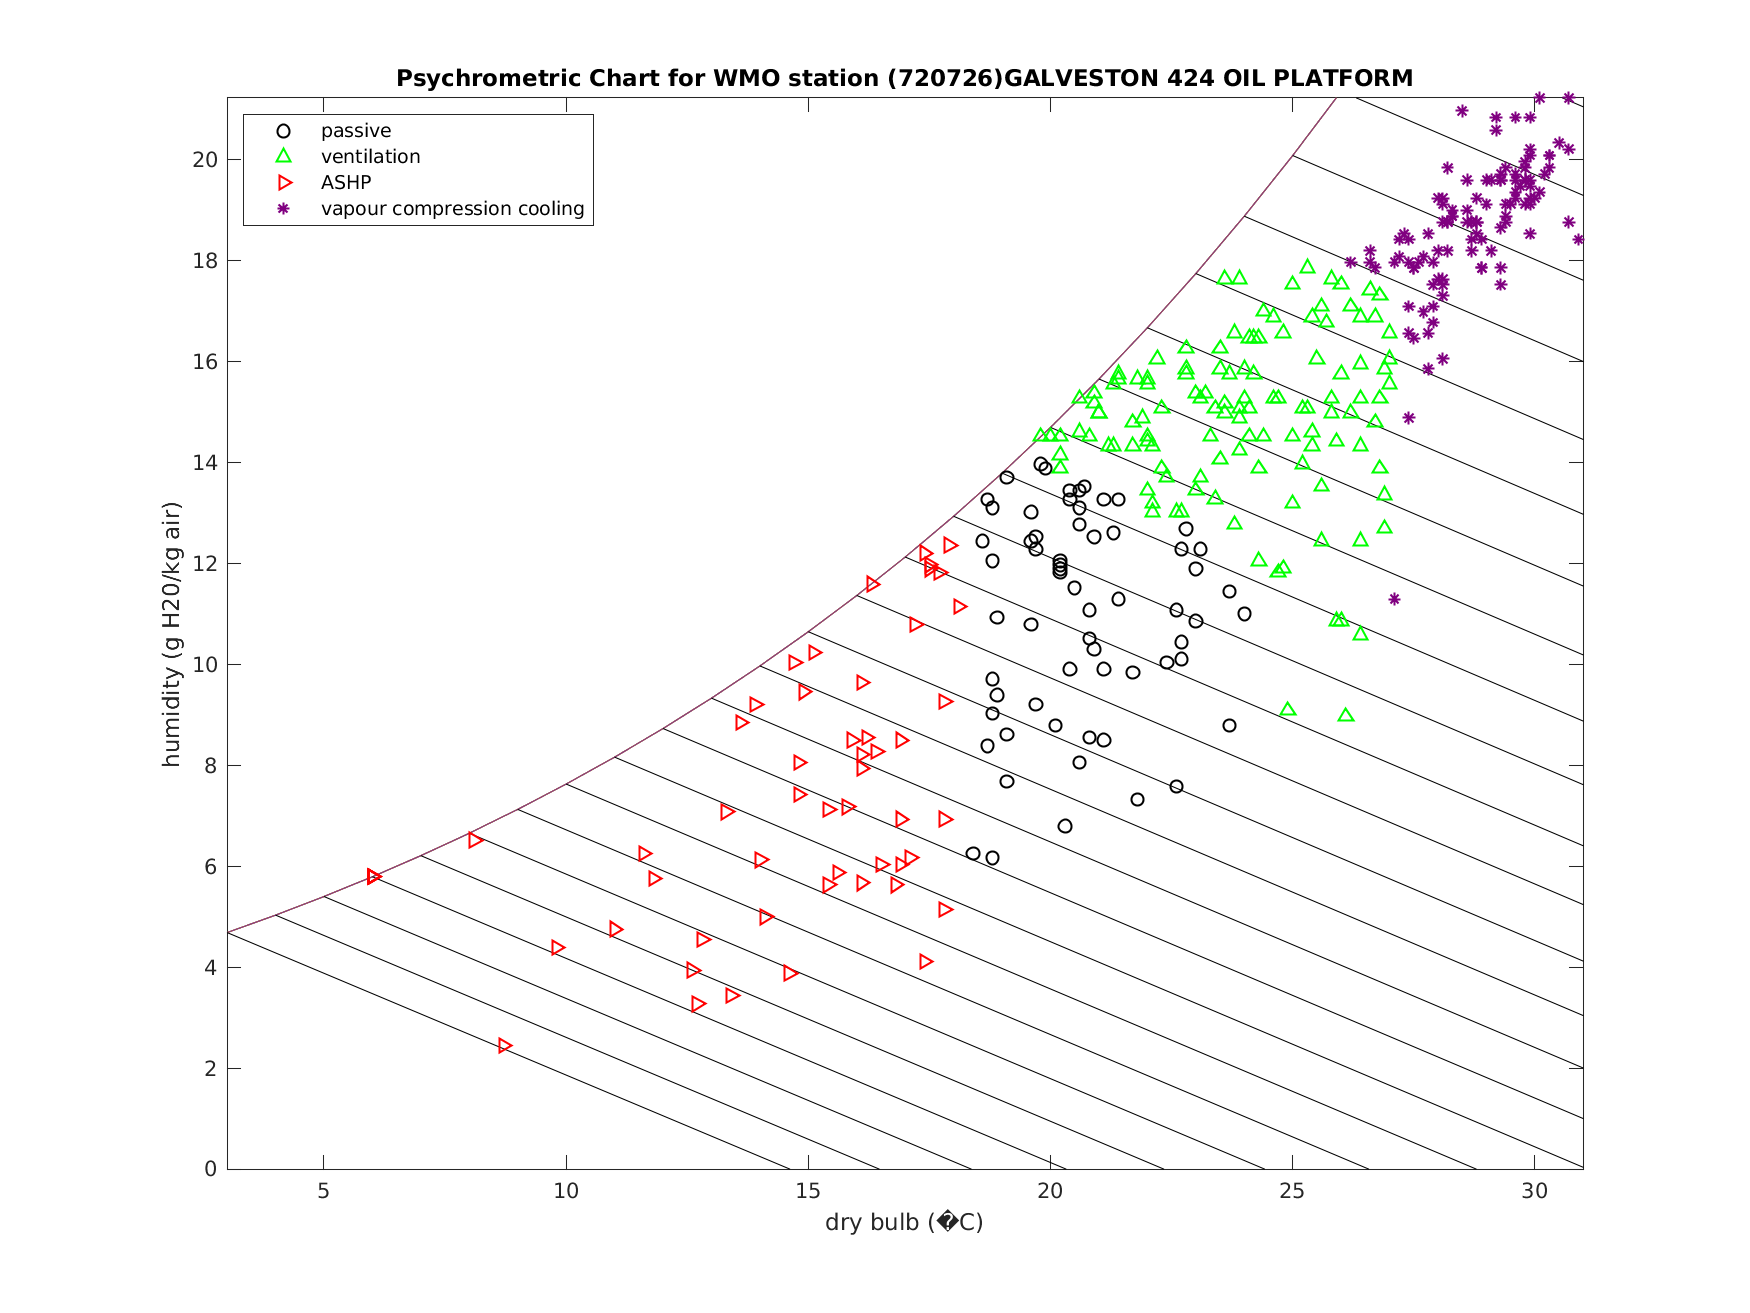 Psychrometric Chart for WMO station (720726)GALVESTON 424 OIL PLATFORM
passive
ventilation
ASHP
vapour compression cooling
20
18
16
14
12
10
8
6
4
2
0
humidity (g H20/kg air)
5 10 15 20 25 30
dry bulb (�C)